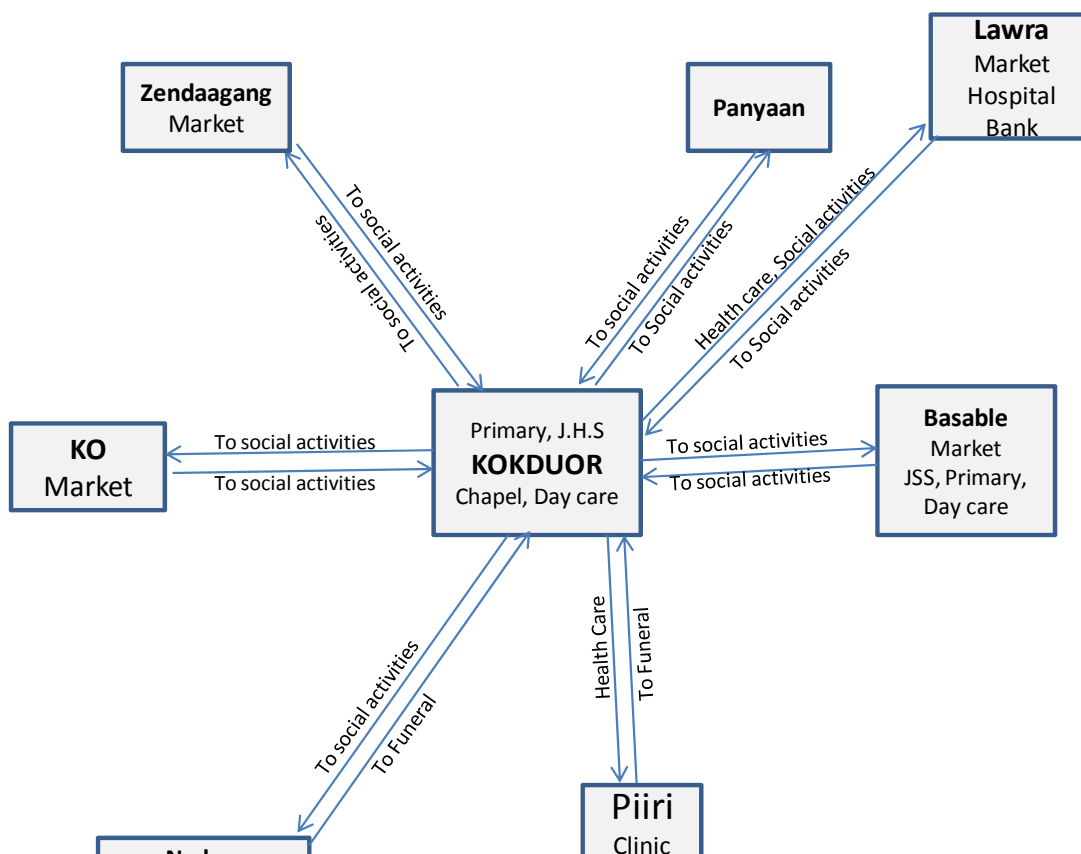 Lawra
Market
Hospital
Bank
Zendaagang
Market
Panyaan
To social activities
To social activities
To social activities
To Social activities
Health care, Social activities
To Social activities
KO
Market
To social activities
To social activities
Primary, J.H.S
KOKDUOR
Chapel, Day care
To social activities
To social activities
Basable
Market
JSS, Primary,
Day care
To social activities
To Funeral
Health Care
To Funeral
Piiri
Clinic